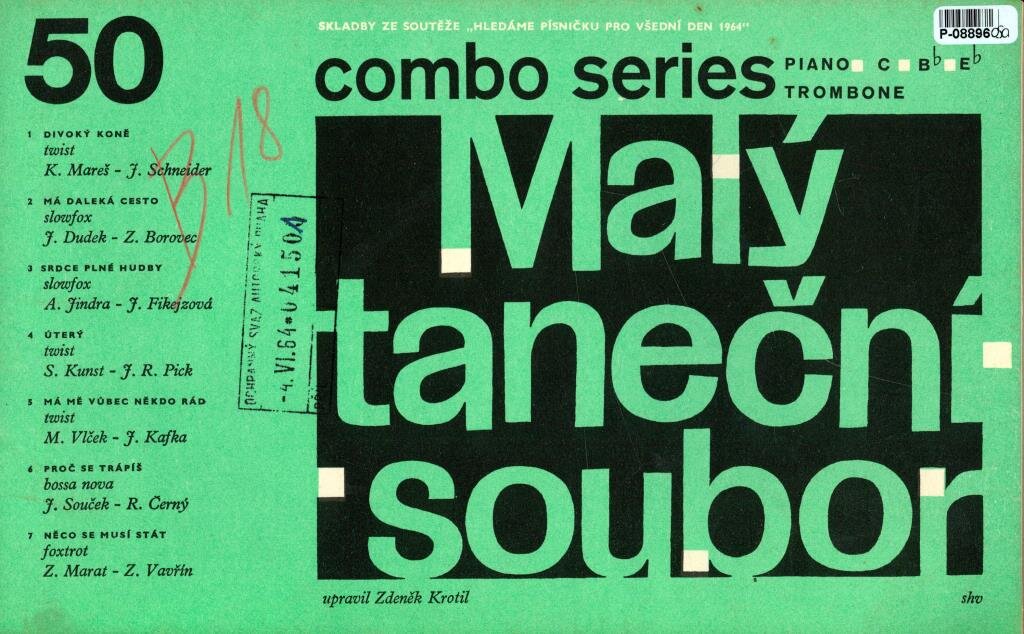 50
SKLADBY ZE SOUTĚŽE „HLEDÁME PÍSNIČKU PRO VŠEDNÍ DEN 1964"
combo series
PIANO C B♭ E♭
TROMBONE
P-08896
B 18
1 DIVOKÝ KONĚ
twist
K. Mareš - J. Schneider
2 MÁ DALEKÁ CESTO
slowfox
J. Dudek - Z. Borovec
3 SRDCE PLNÉ HUDBY
slowfox
A. Jindra - J. Fikejzová
4 ÚTERÝ
twist
S. Kunst - J. R. Pick
5 MÁ MĚ VŮBEC NĚKDO RÁD
twist
M. Vlček - J. Kafka
6 PROČ SE TRÁPÍŠ
bossa nova
J. Souček - R. Černý
7 NĚCO SE MUSÍ STÁT
foxtrot
Z. Marat - Z. Vavřín
OCHRANNÝ SVAZ AUTORSKÝ PRAHA
-4.VI.64*041504
Malý
taneční
soubor
upravil Zdeněk Krotil
shv